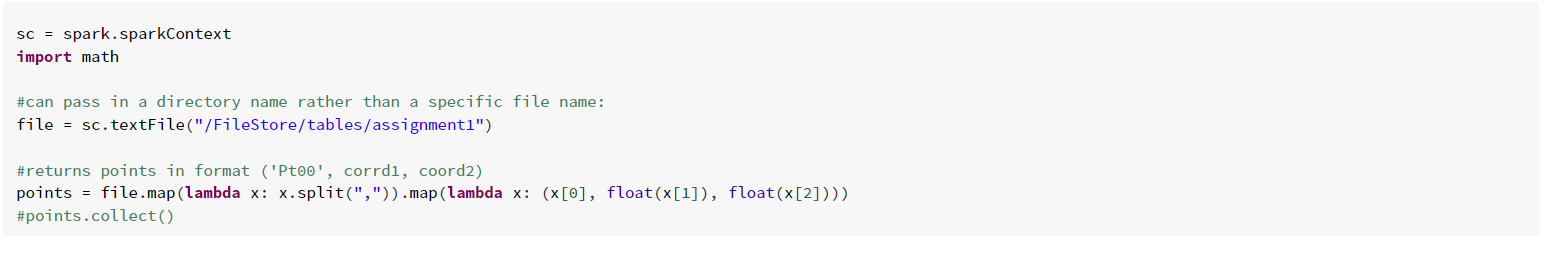 sc = spark.sparkContext
import math
#can pass in a directory name rather than a specific file name:
file = sc.textFile("/FileStore/tables/assignment1")
#returns points in format ('Pt00', corrd1, coord2)
points = file.map(lambda x: x.split(",")).map(lambda x: (x[0], float(x[1]), float(x[2])))
#points.collect()